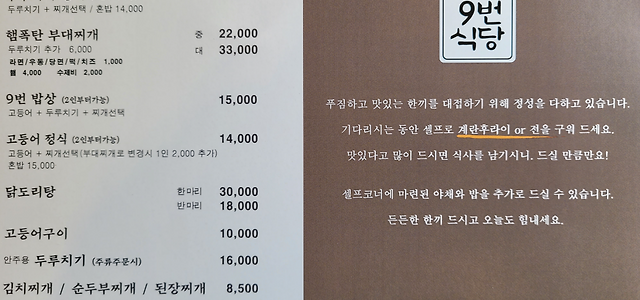 두루치기 + 찌개선택 / 혼밥 14,000
햄폭탄 부대찌개 중 22,000
두루치기 추가 6,000 대 33,000
라면/우동/당면/떡/치즈 1,000
햄 4,000 수제비 2,000
9번 밥상 (2인부터가능) 15,000
고등어 + 두루치기 + 찌개선택
고등어 정식 (2인부터가능) 14,000
고등어 + 찌개선택(부대찌개로 변경시 1인 2,000 추가)
혼밥 15,000
닭도리탕 한마리 30,000
반마리 18,000
고등어구이 10,000
안주용 두루치기 (주류주문시) 16,000
김치찌개 / 순두부찌개 / 된장찌개 8,500
9번
식당
푸짐하고 맛있는 한끼를 대접하기 위해 정성을 다하고 있습니다.
기다리시는 동안 셀프로 계란후라이 or 전을 구워 드세요.
맛있다고 많이 드시면 식사를 남기시니. 드실 만큼만요!
셀프코너에 마련된 야채와 밥을 추가로 드실 수 있습니다.
든든한 한끼 드시고 오늘도 힘내세요.